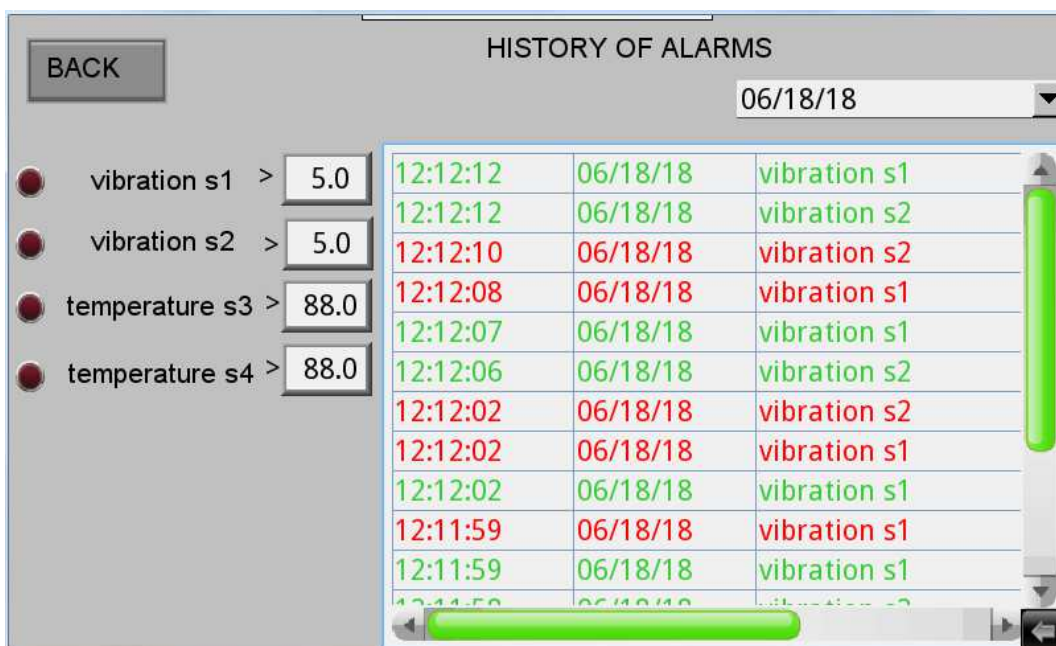 HISTORY OF ALARMS
BACK
06/18/18
vibration s1 > 5.0
vibration s2 > 5.0
temperature s3 > 88.0
temperature s4 > 88.0
12:12:12 06/18/18 vibration s1
12:12:12 06/18/18 vibration s2
12:12:10 06/18/18 vibration s2
12:12:08 06/18/18 vibration s1
12:12:07 06/18/18 vibration s1
12:12:06 06/18/18 vibration s2
12:12:02 06/18/18 vibration s2
12:12:02 06/18/18 vibration s1
12:12:02 06/18/18 vibration s1
12:11:59 06/18/18 vibration s1
12:11:59 06/18/18 vibration s1